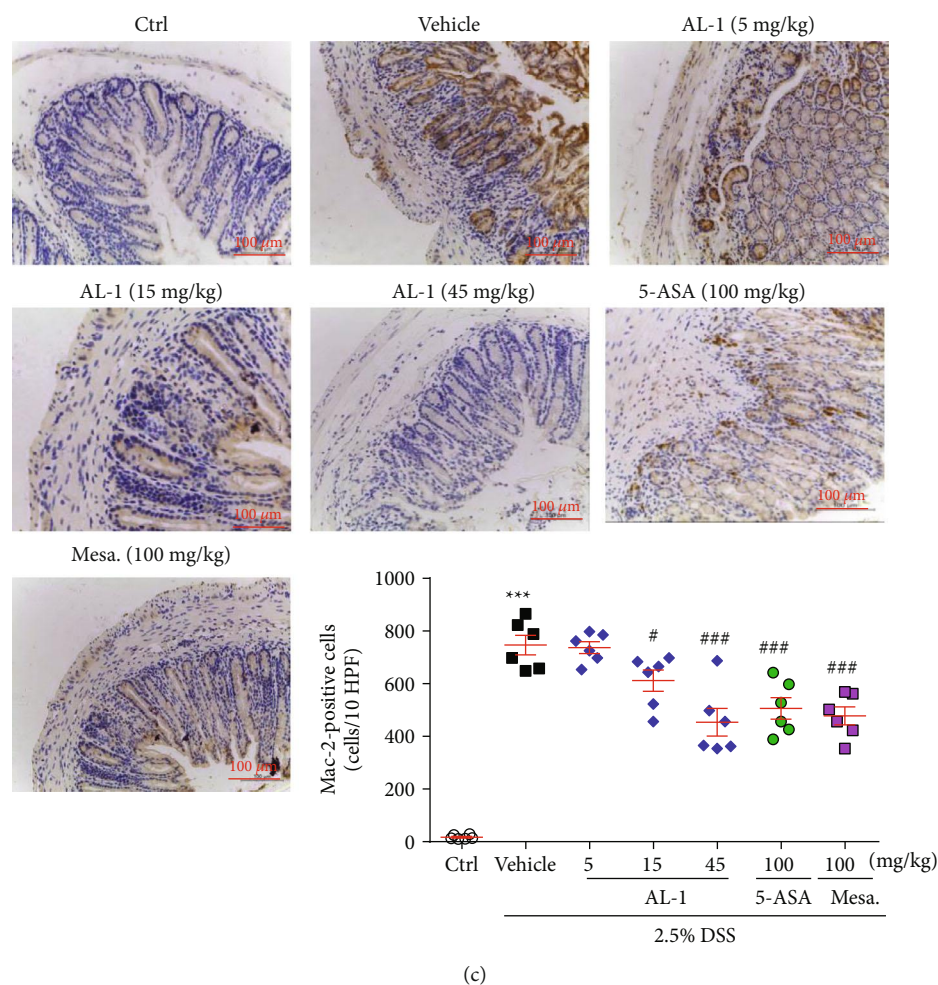 Ctrl
Vehicle
AL-1 (5 mg/kg)
100 μm
100 μm
100 μm
AL-1 (15 mg/kg)
AL-1 (45 mg/kg)
5-ASA (100 mg/kg)
100 μm
100 μm
100 μm
Mesa. (100 mg/kg)
100 μm
Mac-2-positive cells
(cells/10 HPF)
1000
800
600
400
200
0
***
#
###
###
###
Ctrl Vehicle 5 15 45 100 100 (mg/kg)
AL-1 5-ASA Mesa.
2.5% DSS
(c)